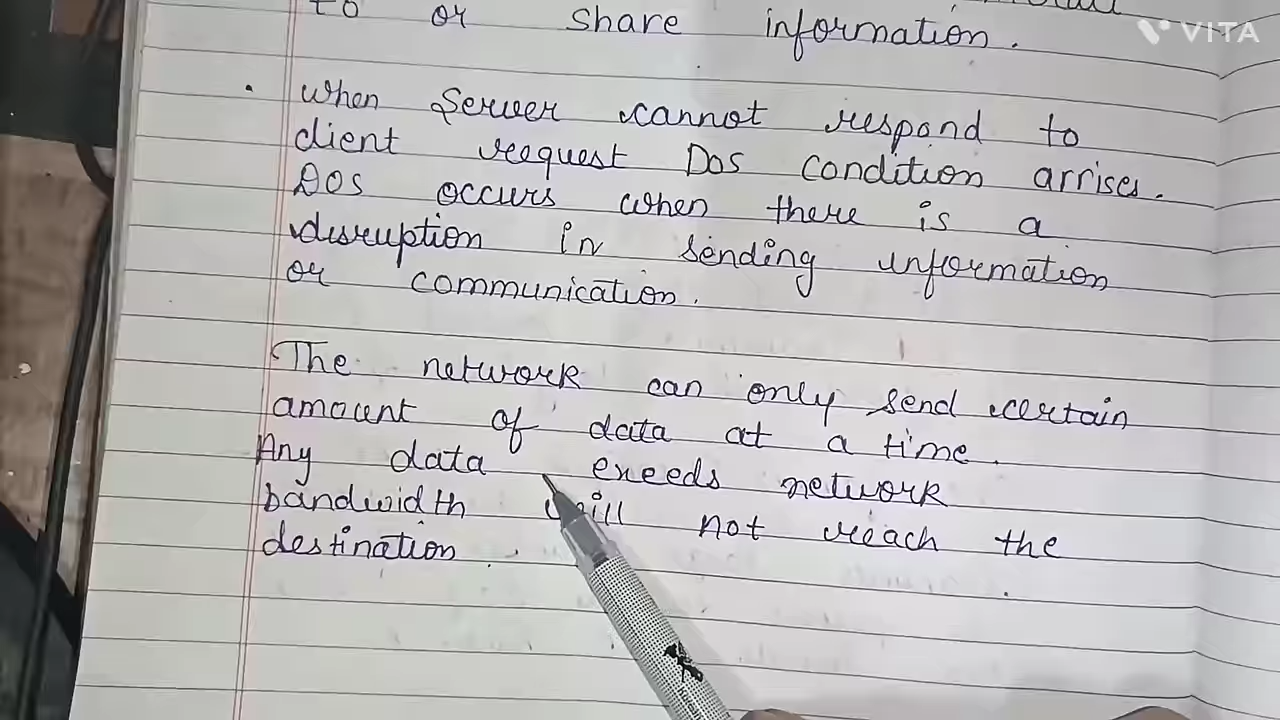 to or share information.
VITA
. When Server cannot respond to
client request Dos condition arrises.
Dos occurs when there is a
disruption in sending information
or communication.
The network can only send certain
amount of data at a time.
Any data exeeds network
bandwidth will not reach the
destination.